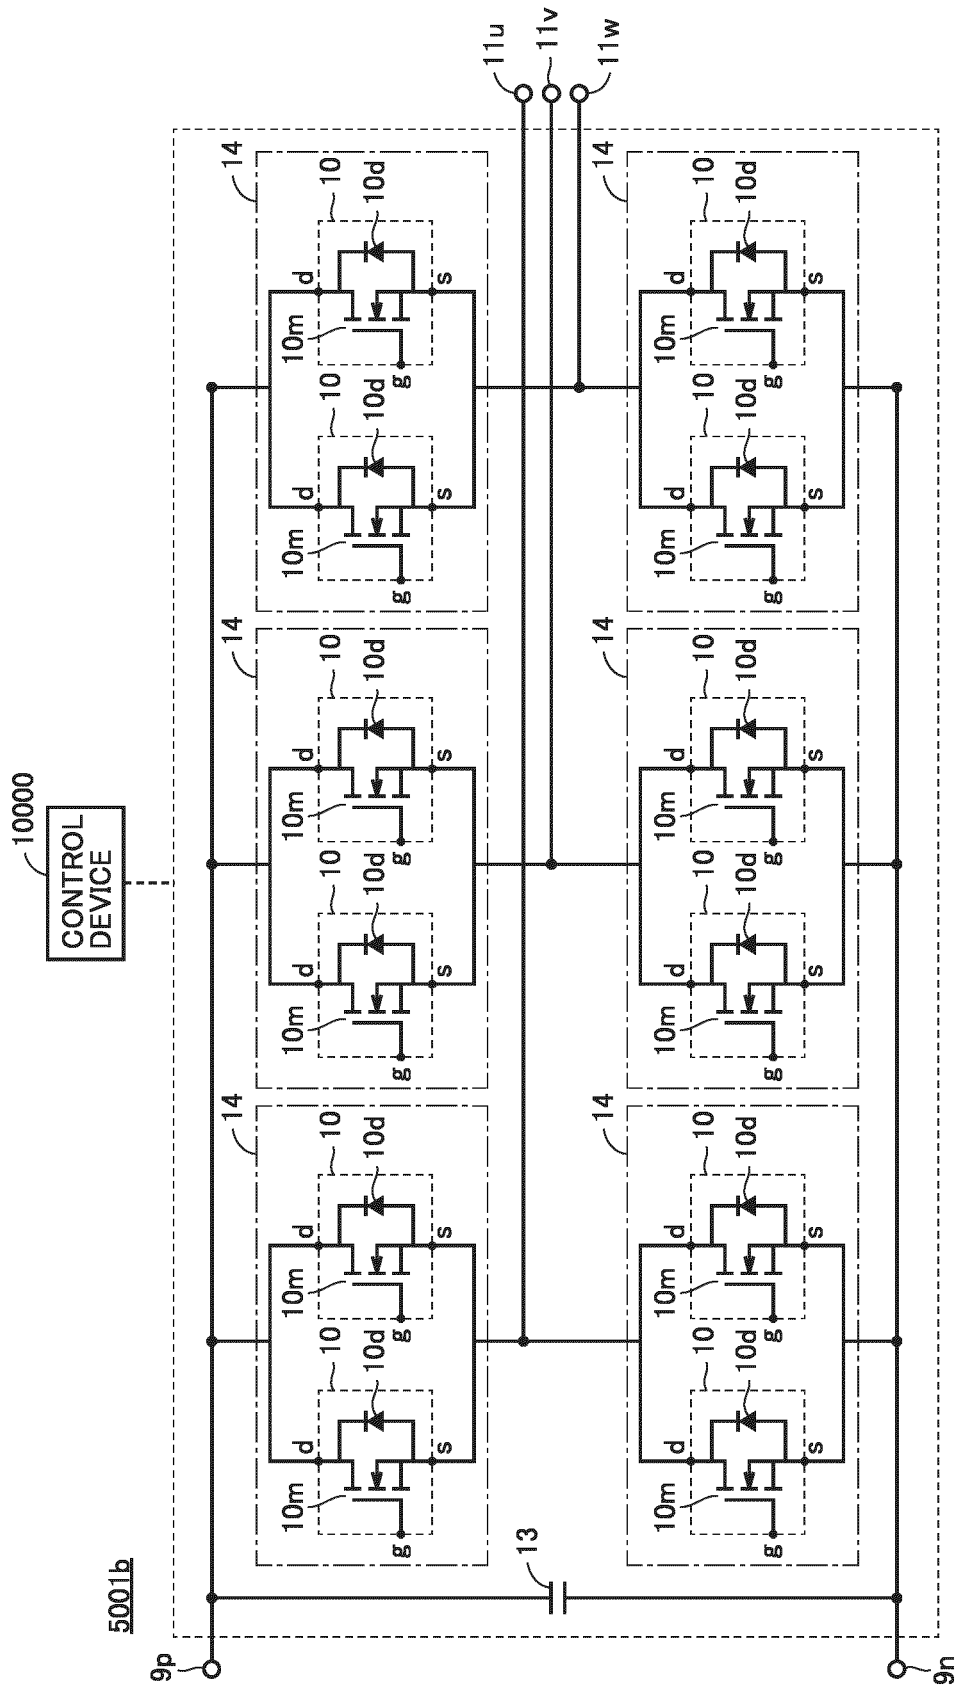 10000
CONTROL
DEVICE
5001b
9p
14 14 14
10m d 10m d 10m d 10m d 10m d 10m d
10 10 10 10 10 10
10d 10d 10d 10d 10d 10d
g g g g g g
s s s s s s
11u
13
11v
11w
14 14 14
10m d 10m d 10m d 10m d 10m d 10m d
10 10 10 10 10 10
10d 10d 10d 10d 10d 10d
g g g g g g
s s s s s s
9n